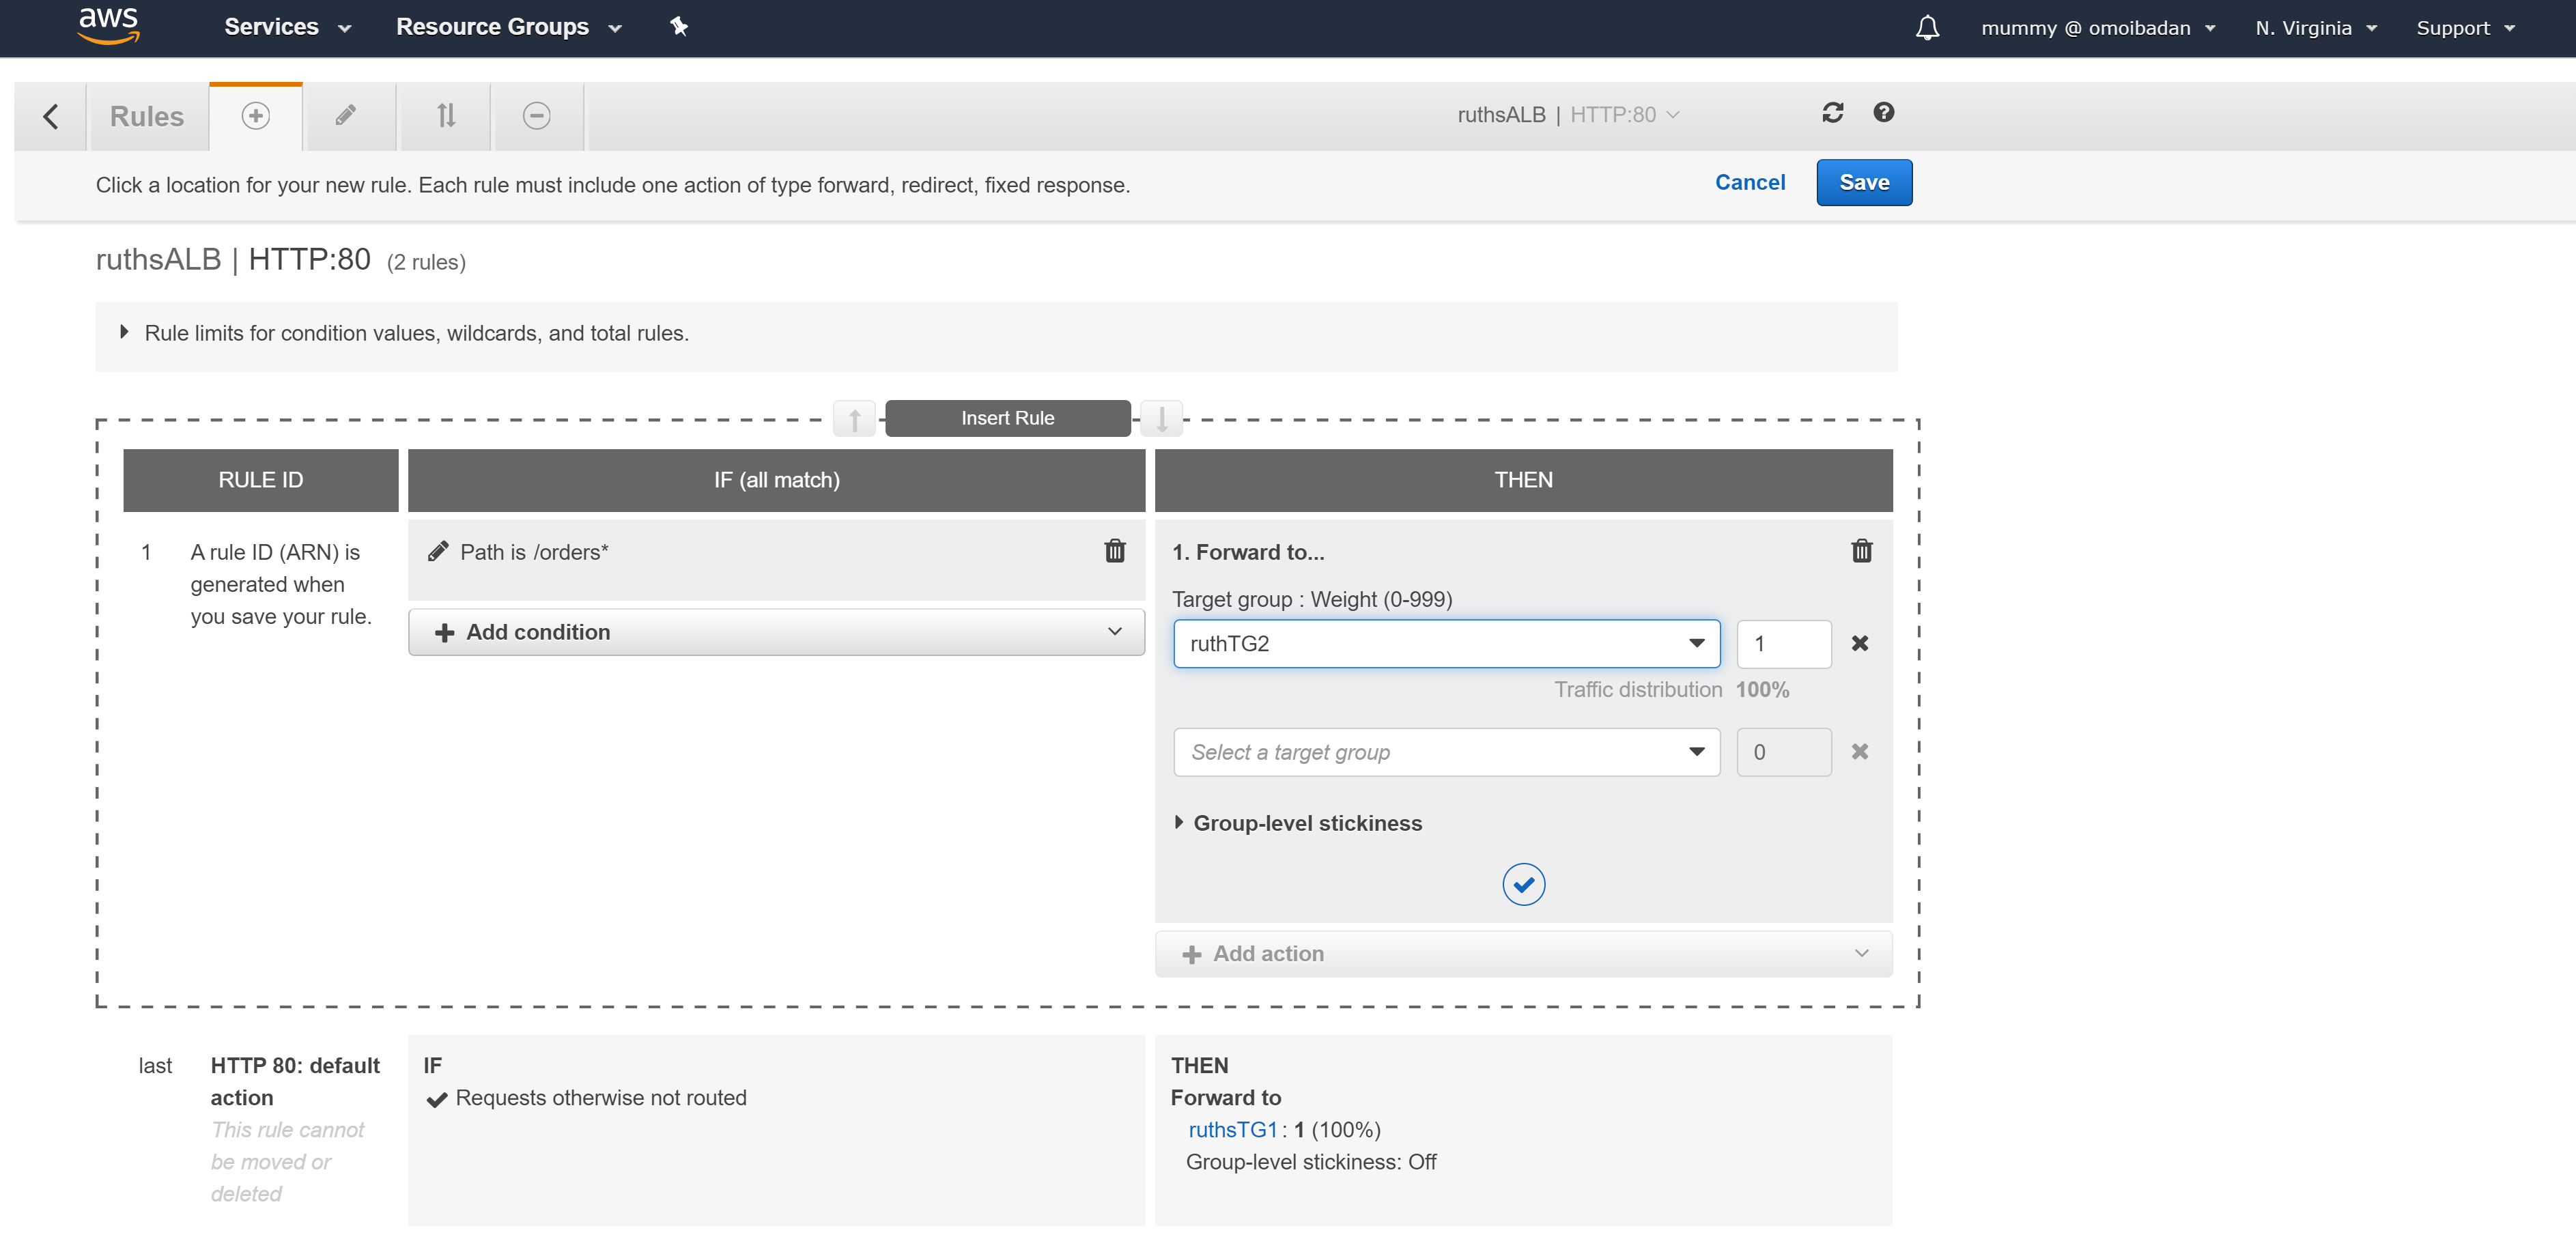 aws Services Resource Groups mummy @ omoibadan N. Virginia Support
Rules ruthsALB | HTTP:80
Click a location for your new rule. Each rule must include one action of type forward, redirect, fixed response. Cancel Save
ruthsALB | HTTP:80 (2 rules)
Rule limits for condition values, wildcards, and total rules.
Insert Rule
RULE ID IF (all match) THEN
1 A rule ID (ARN) is
generated when
you save your rule.
Path is /orders*
Add condition
1. Forward to...
Target group : Weight (0-999)
ruthTG2 1
Traffic distribution 100%
Select a target group 0
Group-level stickiness
Add action
last HTTP 80: default
action
This rule cannot
be moved or
deleted
IF
Requests otherwise not routed
THEN
Forward to
ruthsTG1 : 1 (100%)
Group-level stickiness: Off